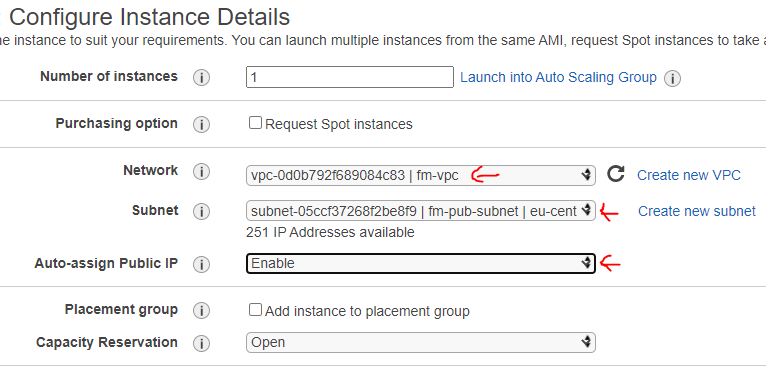 Configure Instance Details
he instance to suit your requirements. You can launch multiple instances from the same AMI, request Spot instances to take a
Number of instances i 1 Launch into Auto Scaling Group i
Purchasing option i Request Spot instances
Network i vpc-0d0b792f689084c83 | fm-vpc Create new VPC
Subnet i subnet-05ccf37268f2be8f9 | fm-pub-subnet | eu-cent Create new subnet
251 IP Addresses available
Auto-assign Public IP i Enable
Placement group i Add instance to placement group
Capacity Reservation i Open